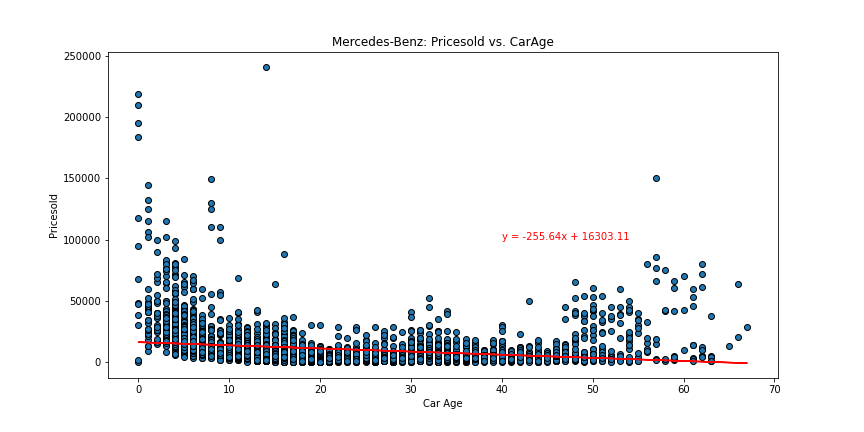 Mercedes-Benz: Pricesold vs. CarAge
250000
200000
150000
100000
50000
0
Pricesold
y = -255.64x + 16303.11
0 10 20 30 40 50 60 70
Car Age